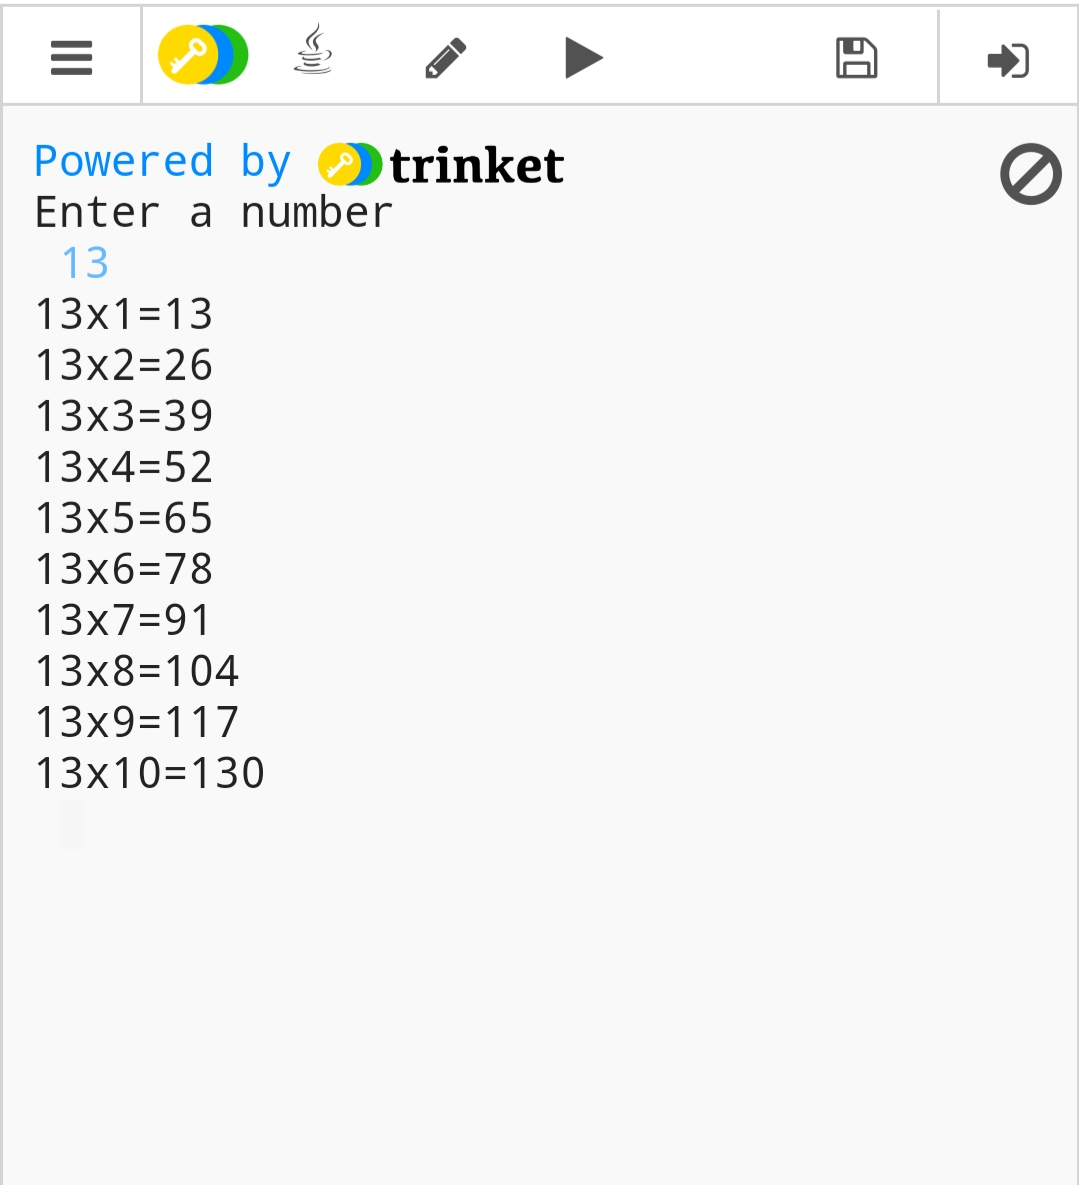 Powered by trinket
Enter a number
13
13x1=13
13x2=26
13x3=39
13x4=52
13x5=65
13x6=78
13x7=91
13x8=104
13x9=117
13x10=130